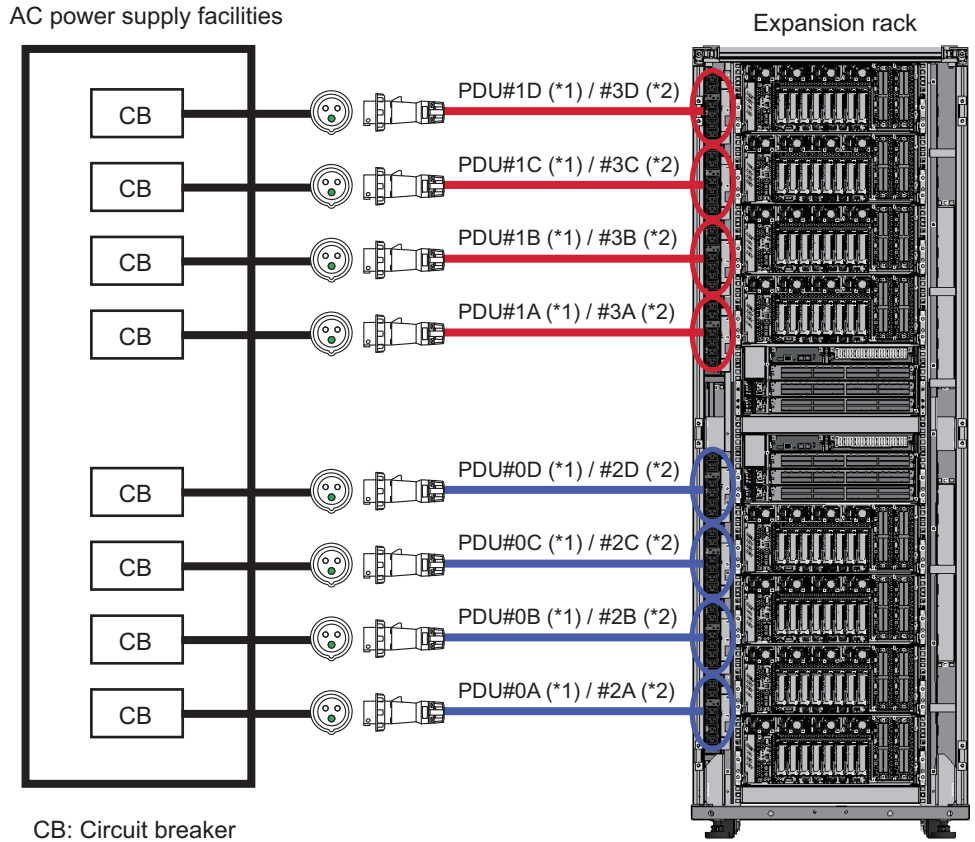 AC power supply facilities
Expansion rack
CB
PDU#1D (*1) / #3D (*2)
CB
PDU#1C (*1) / #3C (*2)
CB
PDU#1B (*1) / #3B (*2)
CB
PDU#1A (*1) / #3A (*2)
CB
PDU#0D (*1) / #2D (*2)
CB
PDU#0C (*1) / #2C (*2)
CB
PDU#0B (*1) / #2B (*2)
CB
PDU#0A (*1) / #2A (*2)
CB: Circuit breaker